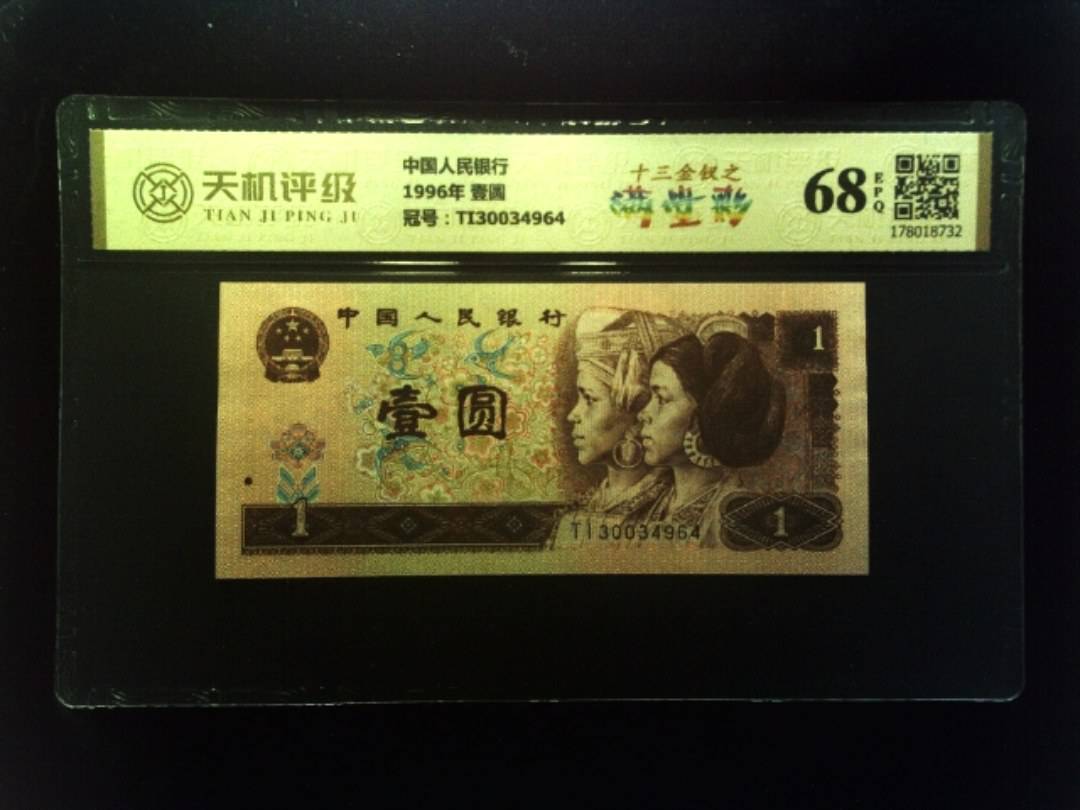 天机评级
TIAN JI PING JI
中国人民银行
1996年 壹圆
冠号：TI30034964
十三金钗之
满堂彩
68
EPQ
178018732
中国人民银行
1
壹圆
1
TI30034964
1